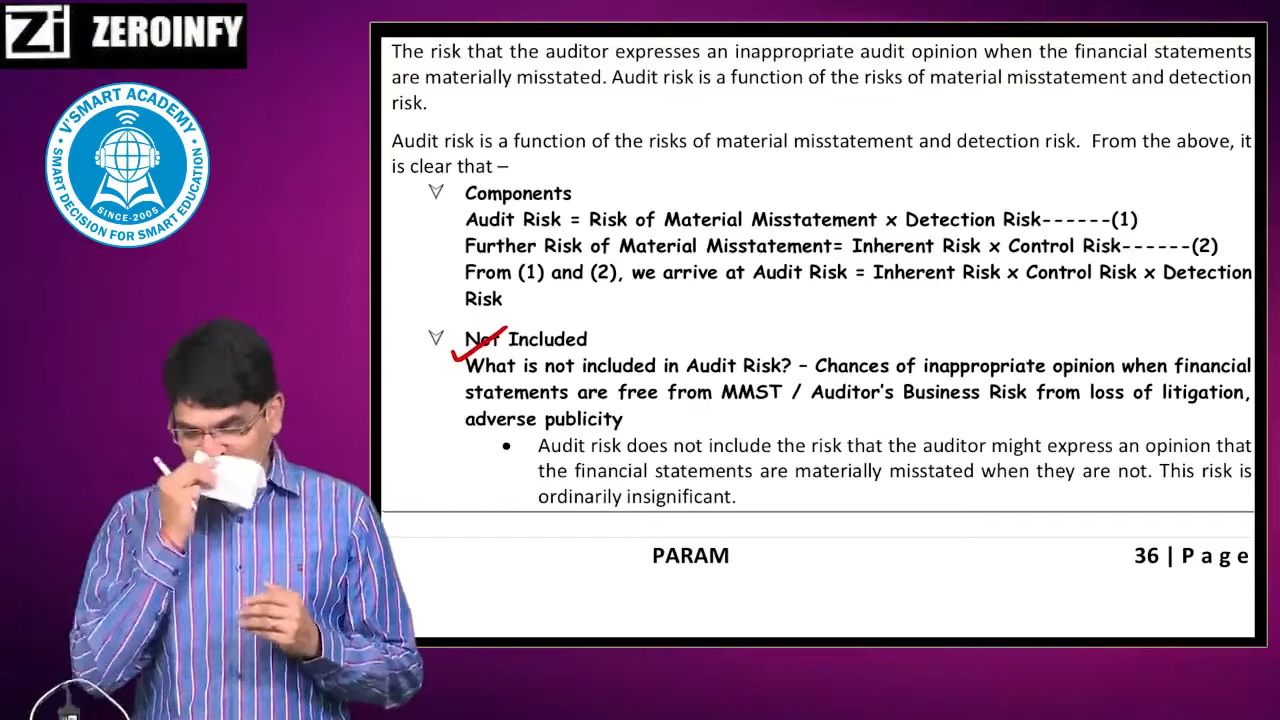 Zi ZEROINFY
V'SMART ACADEMY
SINCE-2005
SMART DECISION FOR SMART EDUCATION
The risk that the auditor expresses an inappropriate audit opinion when the financial statements
are materially misstated. Audit risk is a function of the risks of material misstatement and detection
risk.
Audit risk is a function of the risks of material misstatement and detection risk. From the above, it
is clear that –
Components
Audit Risk = Risk of Material Misstatement x Detection Risk------(1)
Further Risk of Material Misstatement= Inherent Risk x Control Risk------(2)
From (1) and (2), we arrive at Audit Risk = Inherent Risk x Control Risk x Detection
Risk
Not Included
What is not included in Audit Risk? – Chances of inappropriate opinion when financial
statements are free from MMST / Auditor's Business Risk from loss of litigation,
adverse publicity
• Audit risk does not include the risk that the auditor might express an opinion that
the financial statements are materially misstated when they are not. This risk is
ordinarily insignificant.
PARAM 36 | P a g e